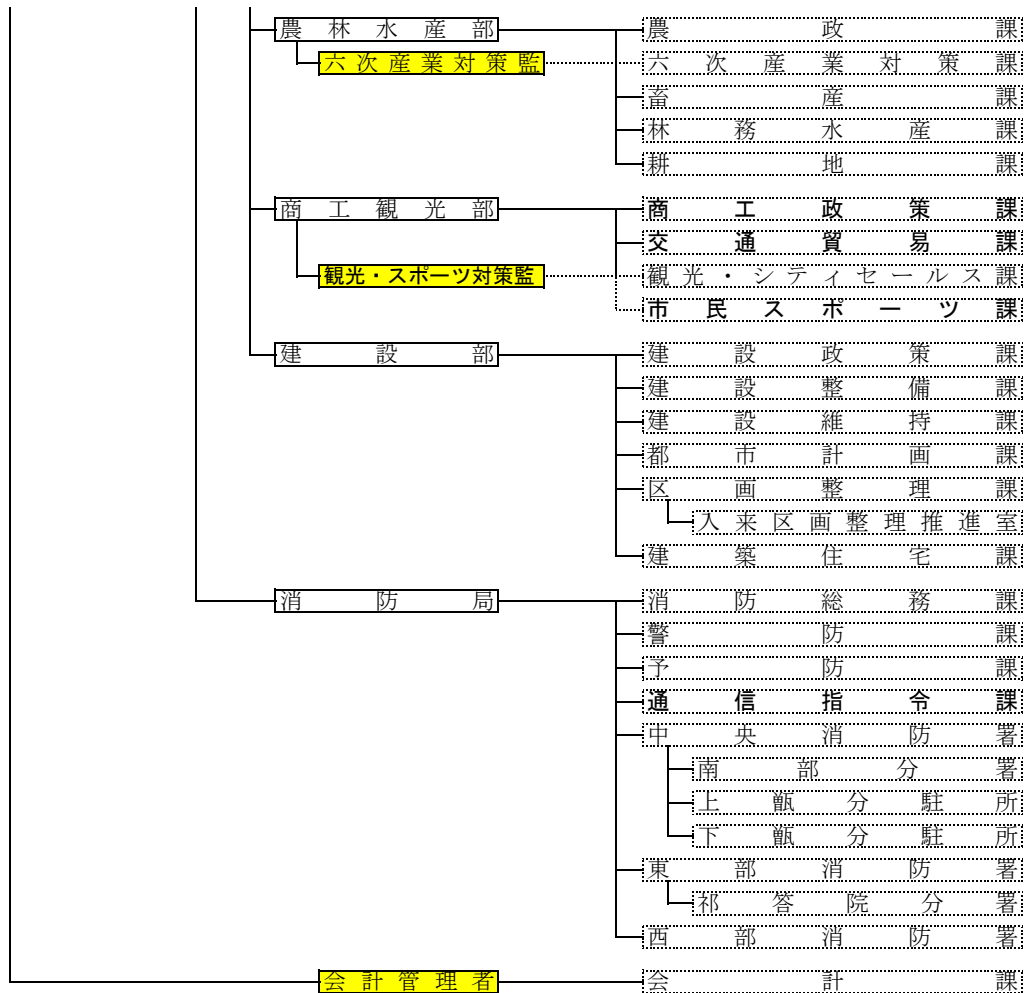 農林水産部 農政課
六次産業対策監 六次産業対策課
畜産課
林務水産課
耕地課
商工観光部 商工政策課
交通貿易課
観光・スポーツ対策監 観光・シティセールス課
市民スポーツ課
建設部 建設政策課
建設整備課
建設維持課
都市計画課
区画整理課
入来区画整理推進室
建築住宅課
消防局 消防総務課
警防課
予防課
通信指令課
中央消防署
南部分署
上甑分駐所
下甑分駐所
東部消防署
祁答院分署
西部消防署
会計管理者 会計課